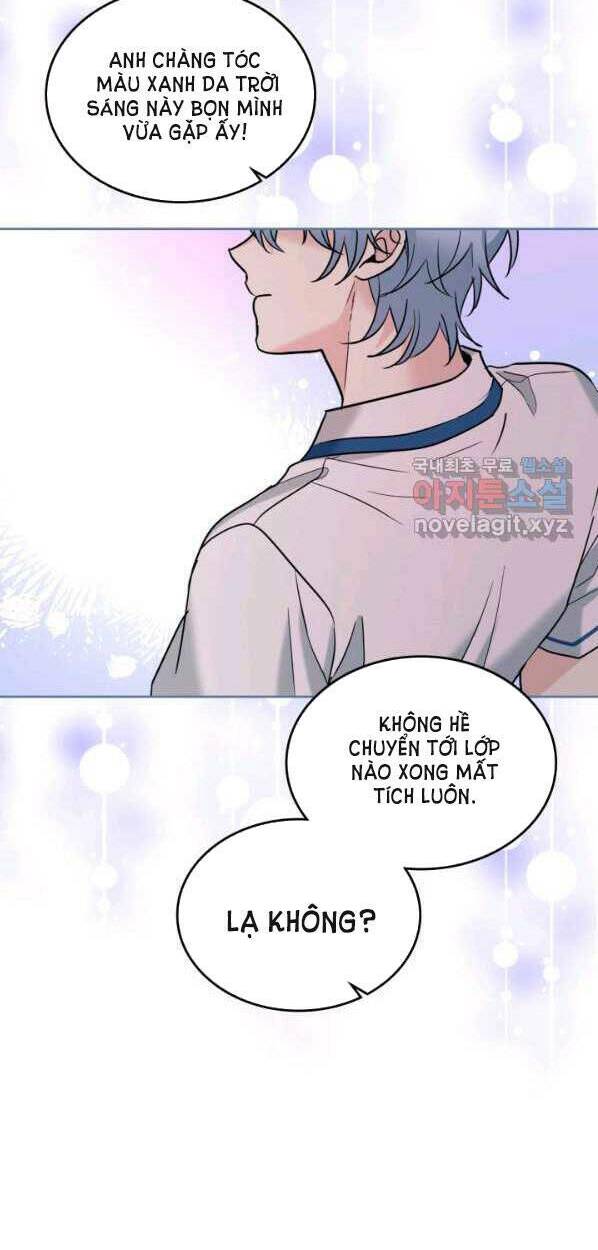 ANH CHÀNG TÓC
MÀU XANH DA TRỜI
SÁNG NÀY BỌN MÌNH
VỪA GẶP ẤY!
국내최초 무료 웹소설
아지툰소설
novelagit.xyz
KHÔNG HỀ
CHUYỂN TỚI LỚP
NÀO XONG MẤT
TÍCH LUÔN.
LẠ KHÔNG?